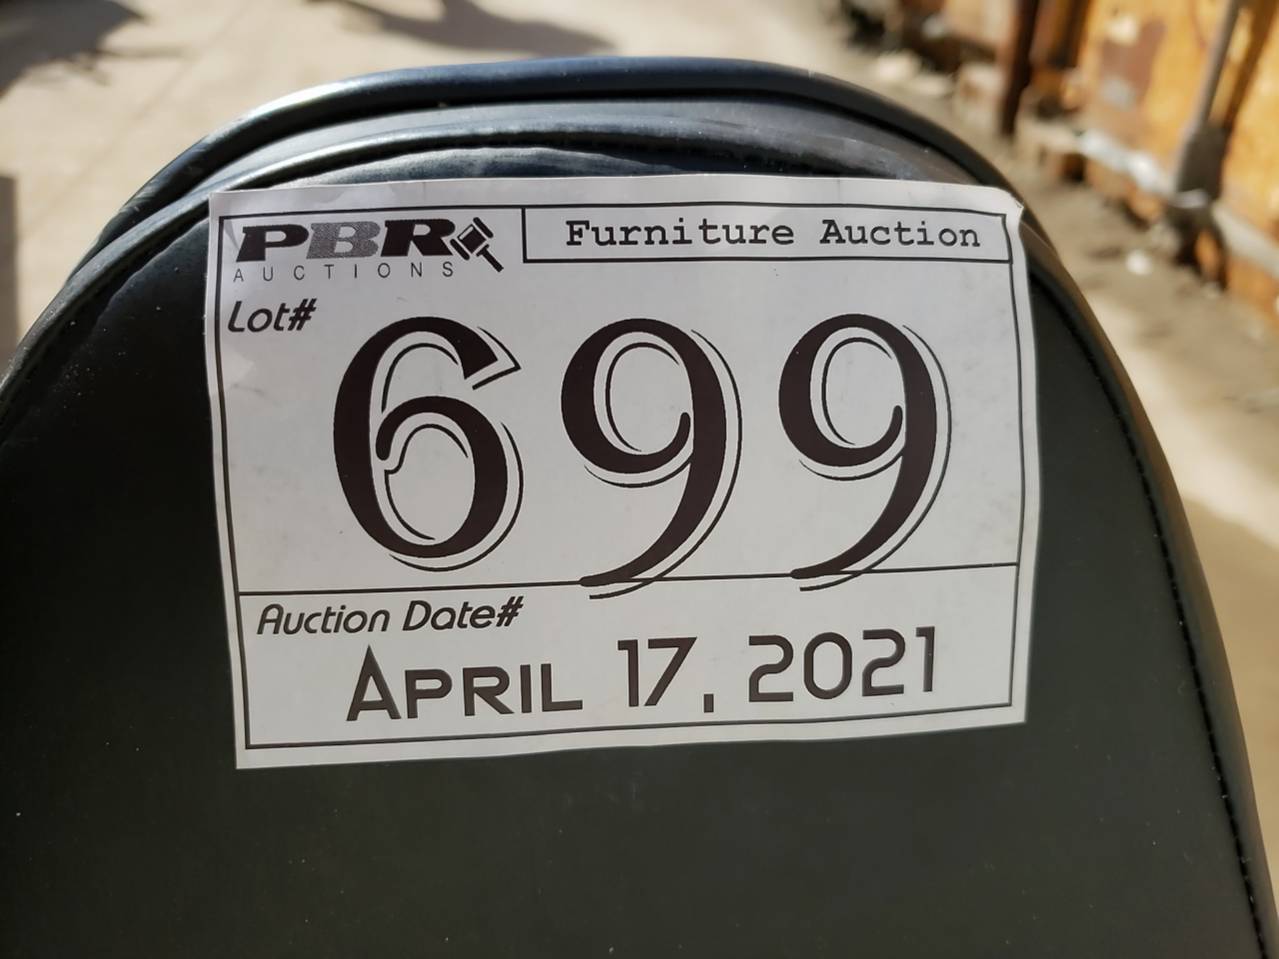 PBR
AUCTIONS
Furniture Auction
Lot#
699
Auction Date#
APRIL 17, 2021